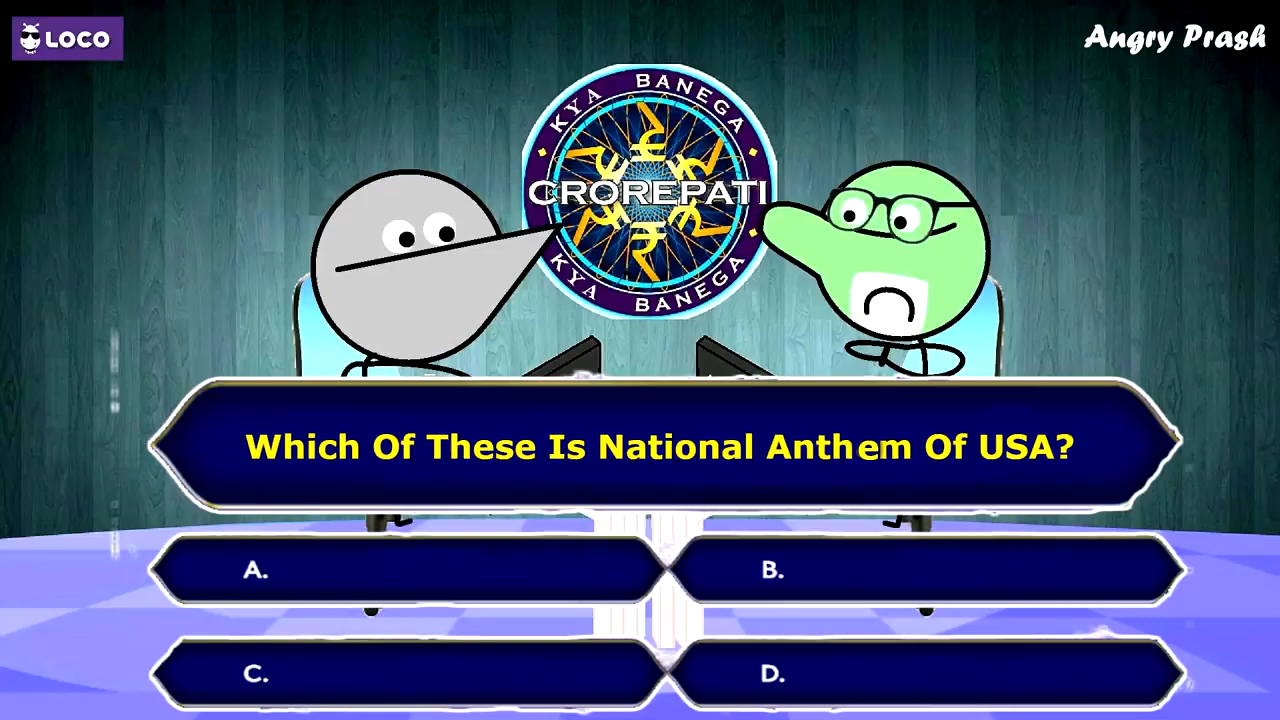 LOCO
Angry Prash
KYA BANEGA
CROREPATI
KYA BANEGA
Which Of These Is National Anthem Of USA?
A.
B.
C.
D.